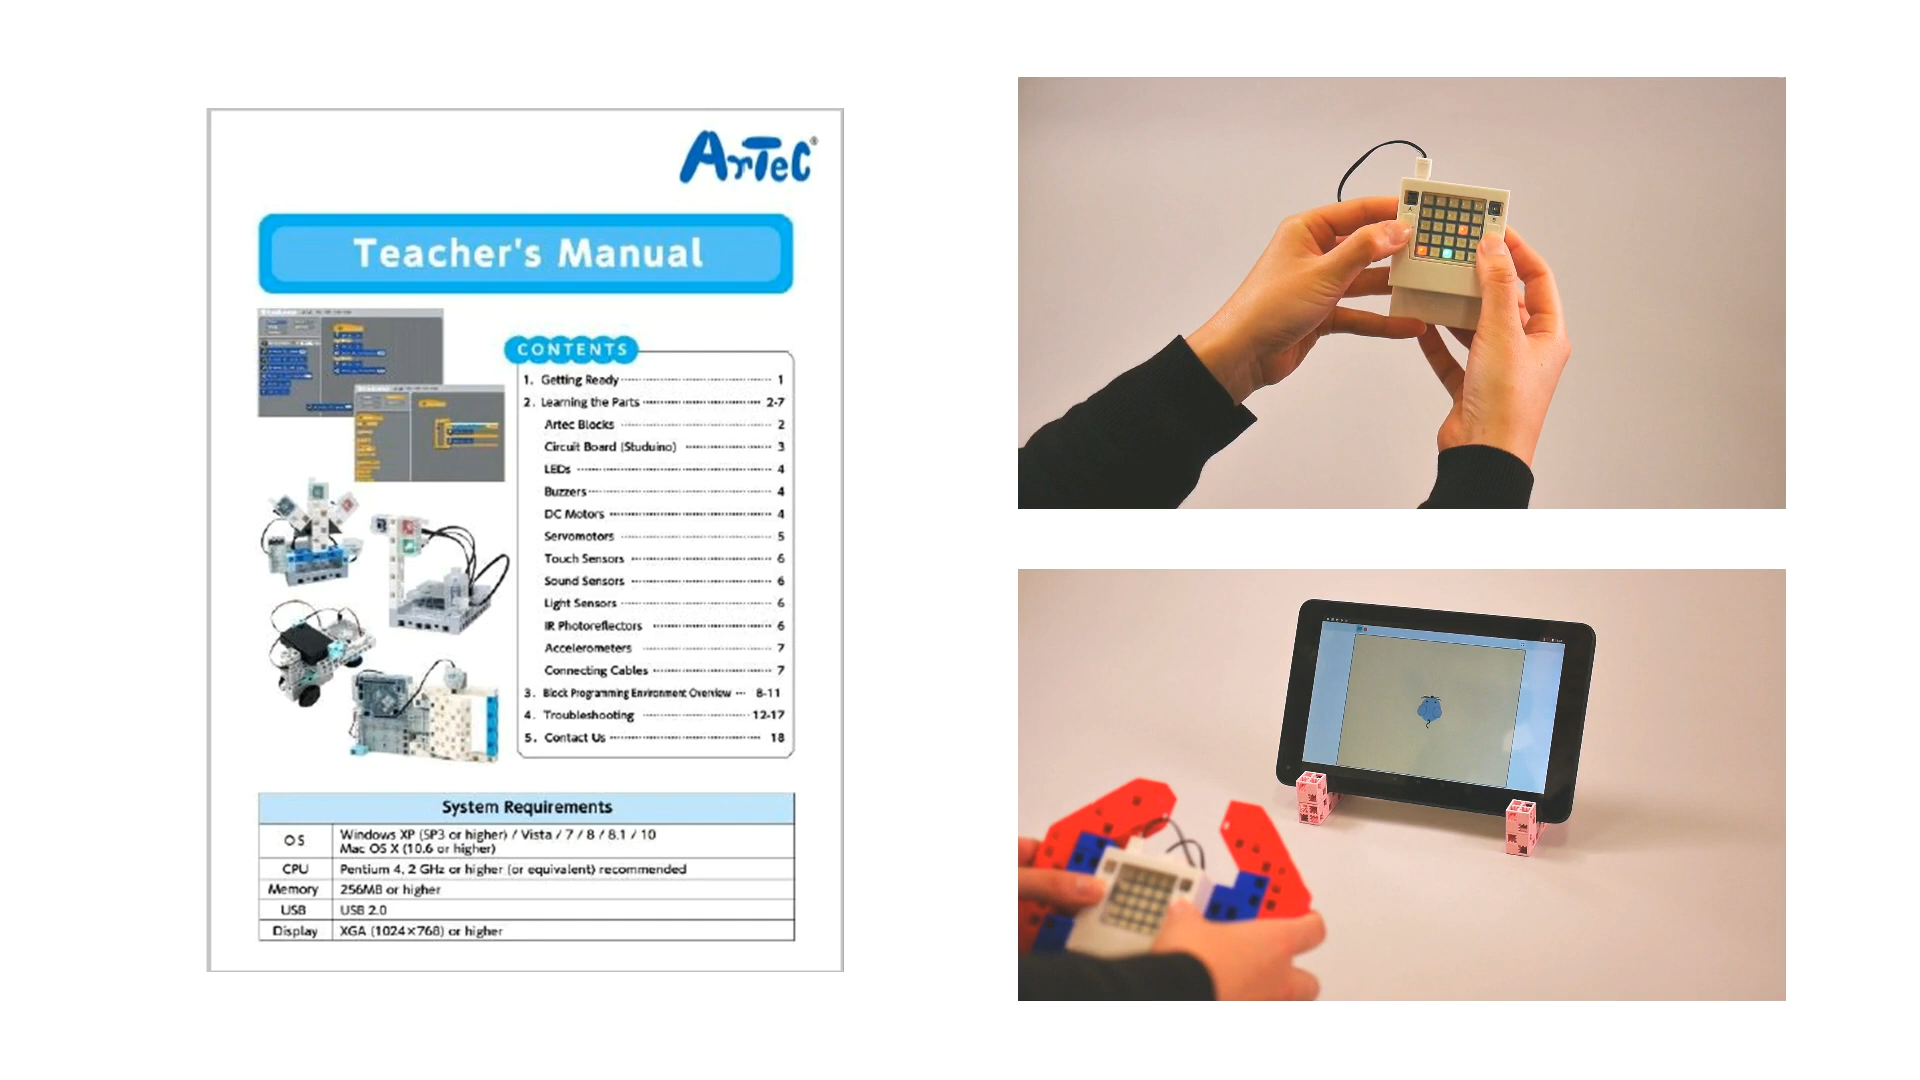 ArTeC®
Teacher's Manual
CONTENTS
1. Getting Ready 1
2. Learning the Parts 2-7
Artec Blocks 2
Circuit Board (Studuino) 3
LEDs 4
Buzzers 4
DC Motors 4
Servomotors 5
Touch Sensors 6
Sound Sensors 6
Light Sensors 6
IR Photoreflectors 6
Accelerometers 7
Connecting Cables 7
3. Block Programming Environment Overview 8-11
4. Troubleshooting 12-17
5. Contact Us 18
System Requirements
OS Windows XP (SP3 or higher) / Vista / 7 / 8 / 8.1 / 10
Mac OS X (10.6 or higher)
CPU Pentium 4, 2 GHz or higher (or equivalent) recommended
Memory 256MB or higher
USB USB 2.0
Display XGA (1024×768) or higher